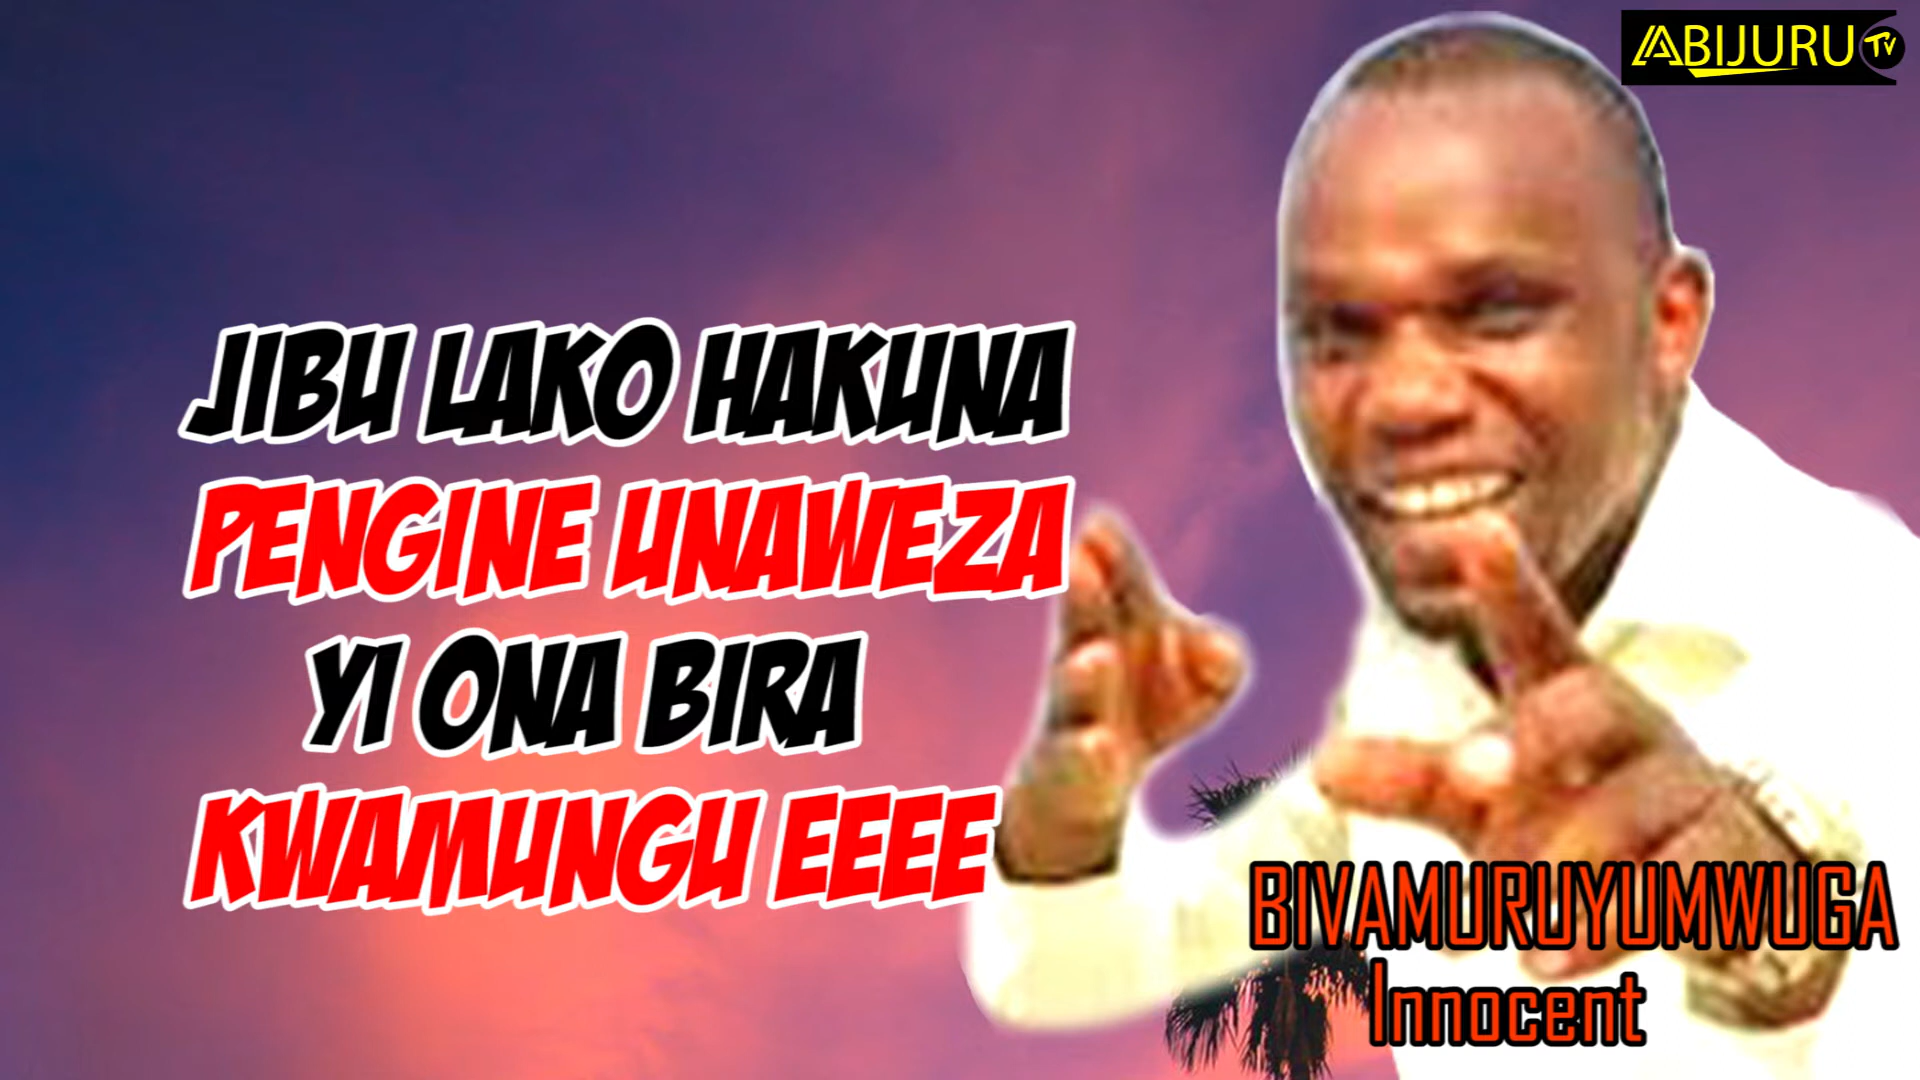 ABIJURU TV
JIBU LAKO HAKUNA
PENGINE UNAWEZA
YI ONA BIRA
KWAMUNGU EEEE
BIVAMURUYUMWUGA
Innocent